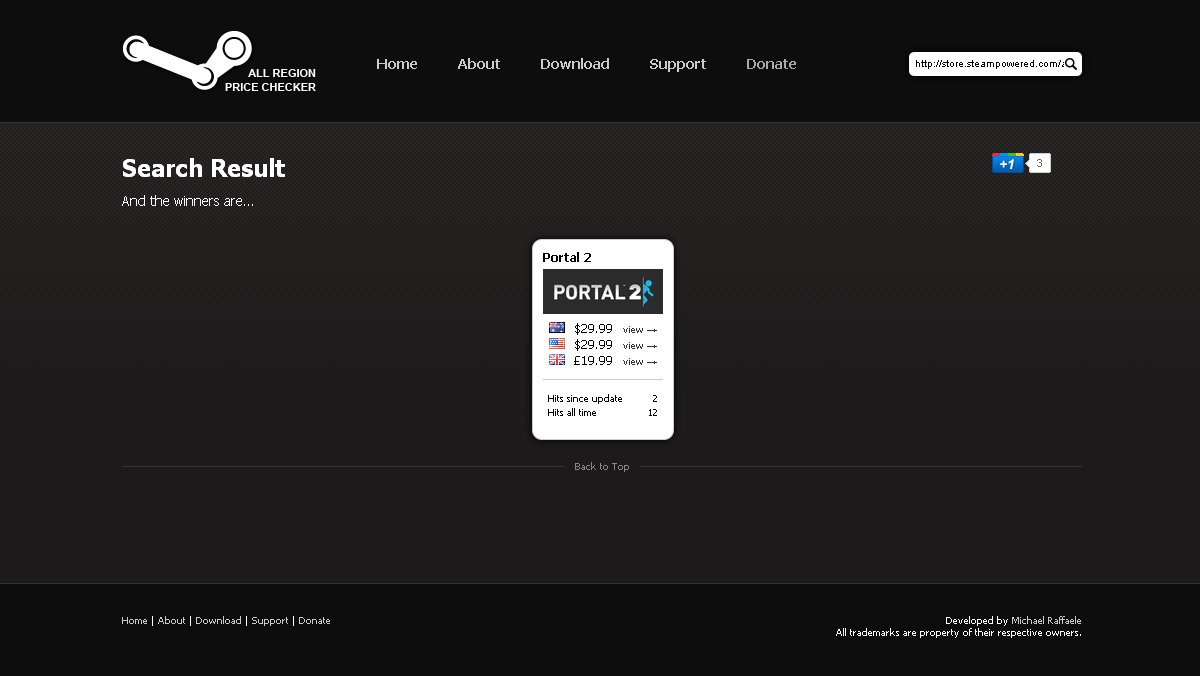 ALL REGION
PRICE CHECKER
Home About Download Support Donate
http://store.steampowered.com/
Search Result
+1 3
And the winners are...
Portal 2
PORTAL 2
$29.99 view →
$29.99 view →
£19.99 view →
Hits since update 2
Hits all time 12
Back to Top
Home | About | Download | Support | Donate
Developed by Michael Raffaele
All trademarks are property of their respective owners.